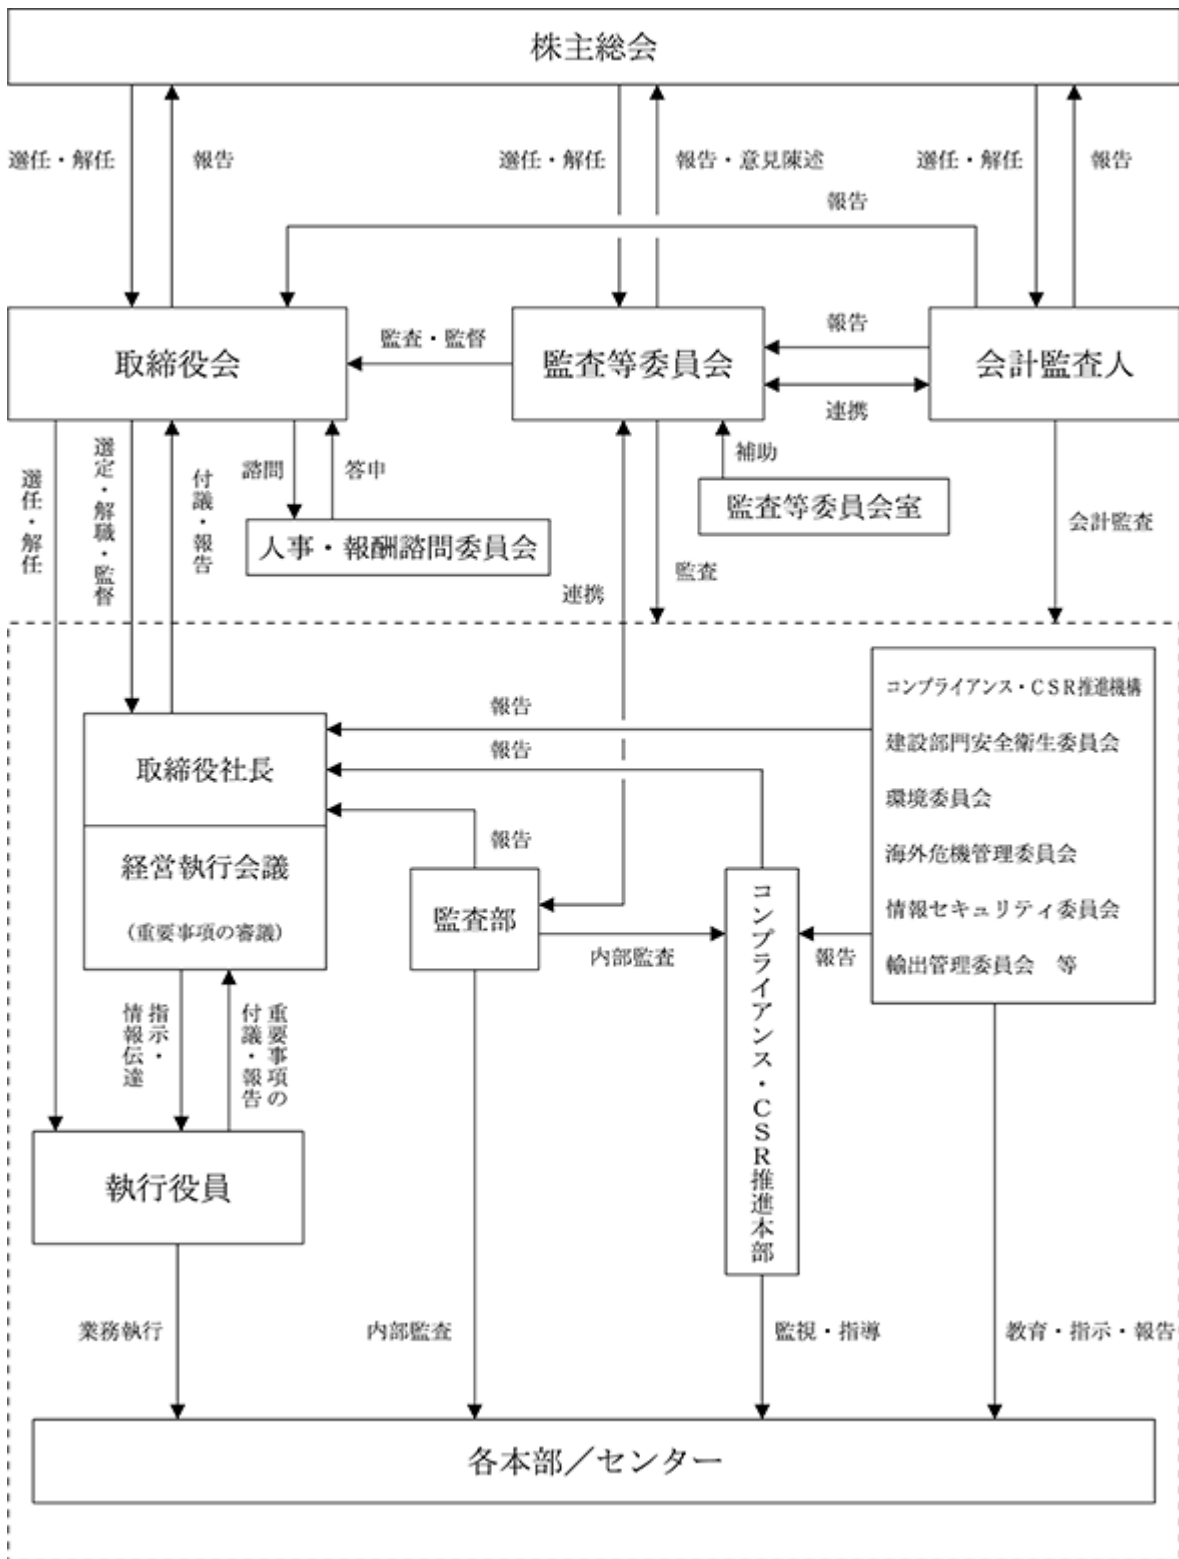 株主総会
選任・解任
報告
選任・解任
報告・意見陳述
選任・解任
報告
報告
取締役会
監査・監督
監査等委員会
報告
連携
会計監査人
選任・解任
選定・解職・監督
付議・報告
諮問
答申
人事・報酬諮問委員会
補助
監査等委員会室
連携
監査
会計監査
取締役社長
経営執行会議
(重要事項の審議)
報告
報告
報告
コンプライアンス・CSR推進機構
建設部門安全衛生委員会
環境委員会
海外危機管理委員会
情報セキュリティ委員会
輸出管理委員会 等
監査部
内部監査
コンプライアンス・CSR推進本部
報告
指示・
情報伝達
重要事項の
付議・報告
執行役員
業務執行
内部監査
監視・指導
教育・指示・報告
各本部／センター